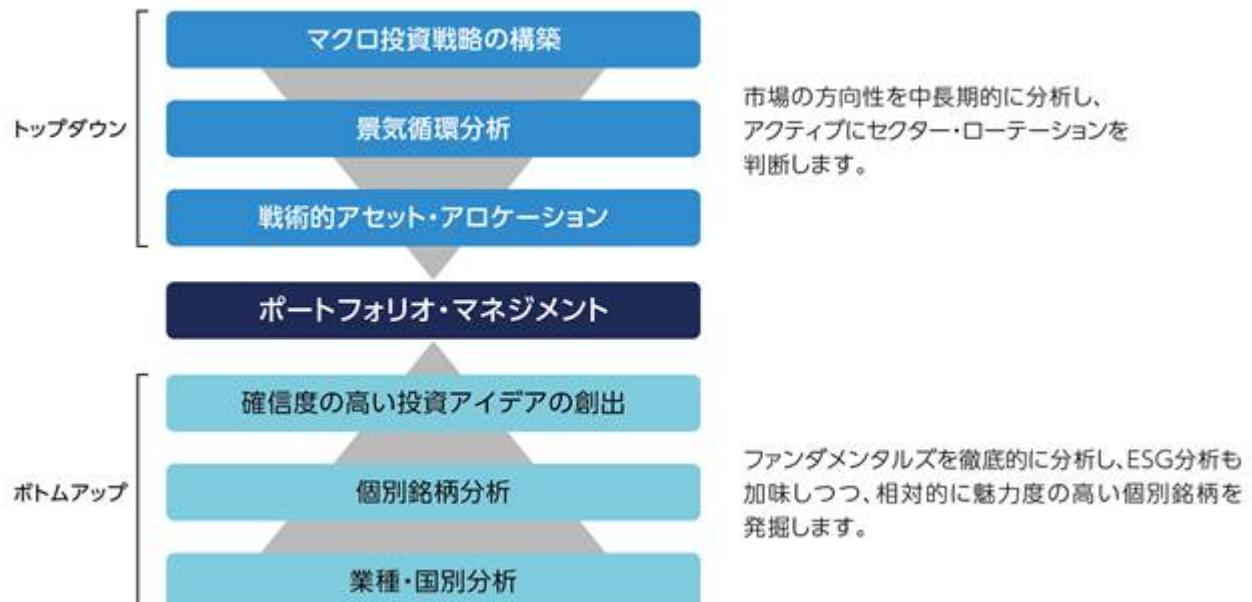 マクロ投資戦略の構築
トップダウン
景気循環分析
戦術的アセット・アロケーション
市場の方向性を中長期的に分析し、
アクティブにセクター・ローテーションを
判断します。
ポートフォリオ・マネジメント
確信度の高い投資アイデアの創出
ボトムアップ
個別銘柄分析
業種・国別分析
ファンダメンタルズを徹底的に分析し、ESG分析も
加味しつつ、相対的に魅力度の高い個別銘柄を
発掘します。